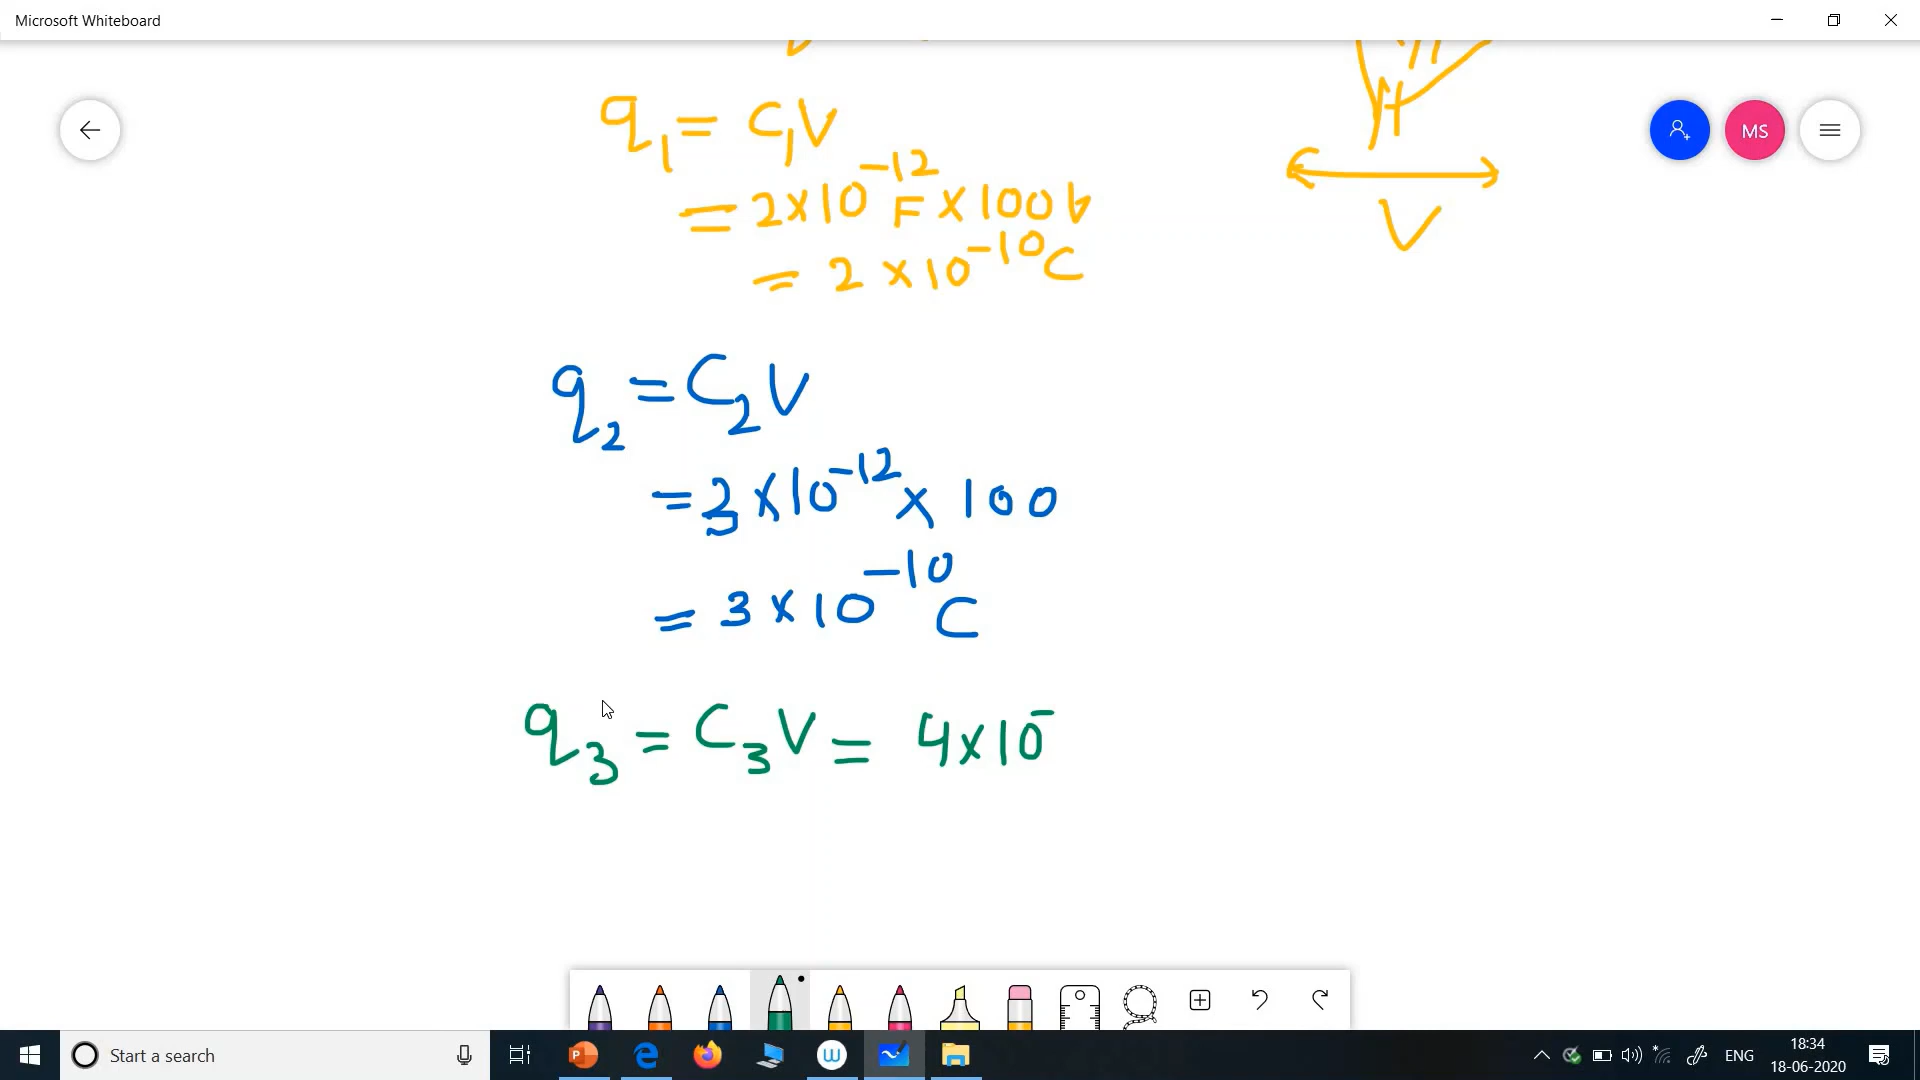 Microsoft Whiteboard
MS
q₁ = C₁V
= 2×10⁻¹² F × 100 V
= 2 × 10⁻¹⁰ C
V
q₂ = C₂V
= 3 × 10⁻¹² × 100
= 3 × 10⁻¹⁰ C
q₃ = C₃V = 4×10⁻
Start a search
ENG
18:34
18-06-2020